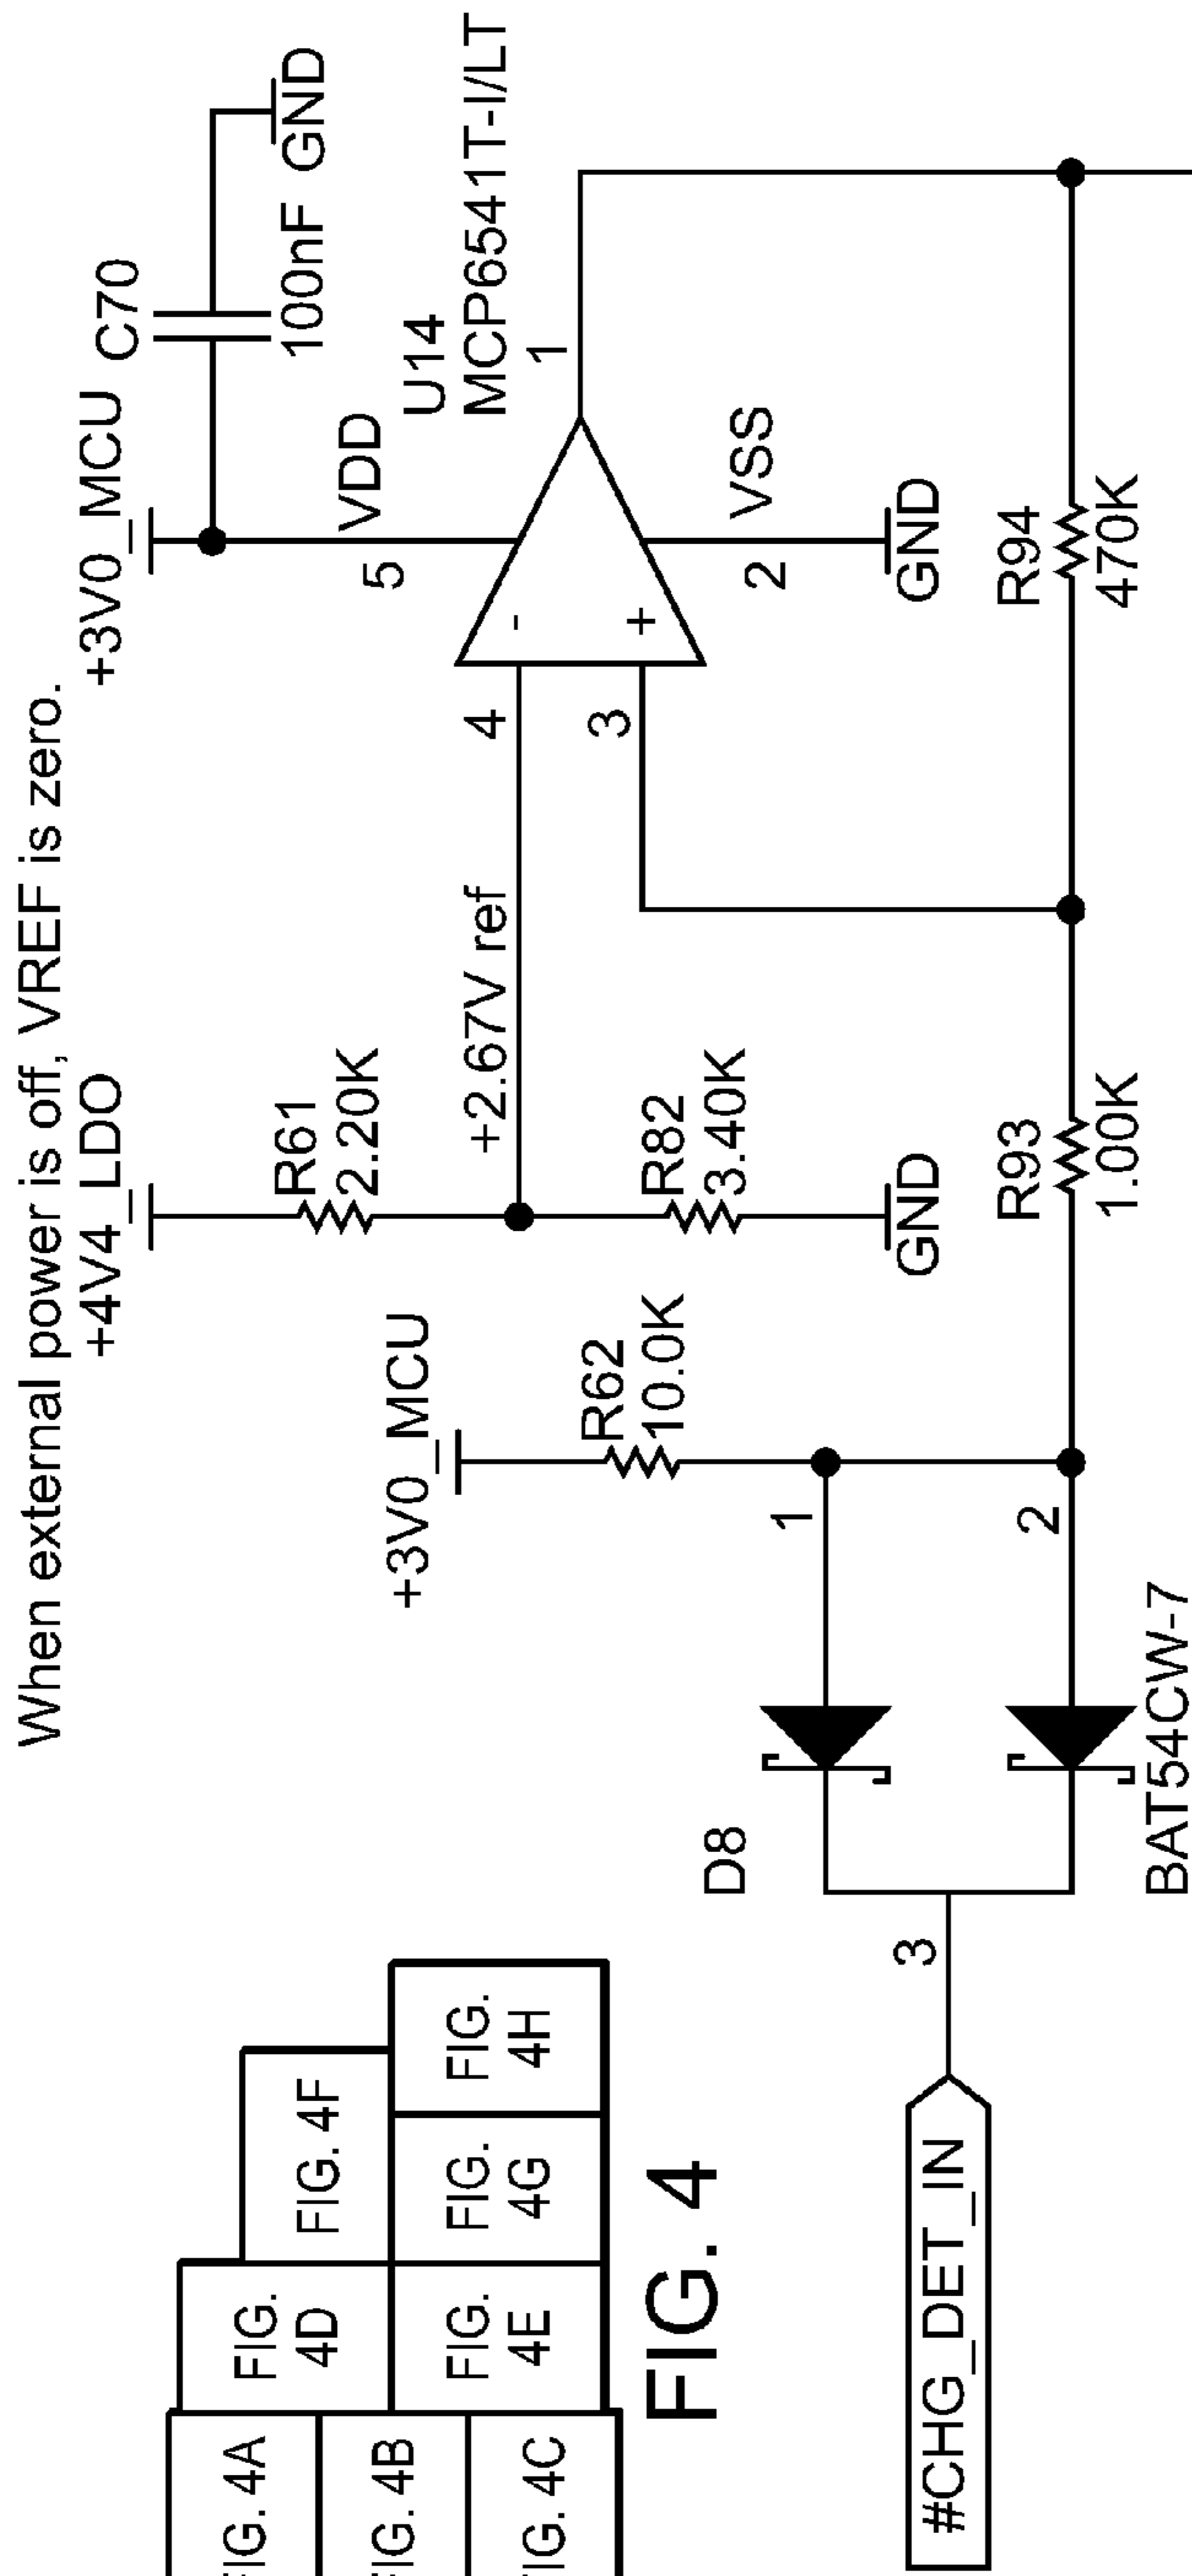 When external power is off, VREF is zero.
+4V4_LDO
+3V0_MCU
C70
100nF
GND
R61
2.20K
VDD
5
U14
MCP6541T-I/LT
+3V0_MCU
+2.67V ref
4
-
1
3
+
R62
10.0K
R82
3.40K
2
VSS
GND
GND
D8
1
3
2
R93
1.00K
R94
470K
BAT54CW-7
#CHG_DET_IN
FIG. 4A
FIG. 4B
FIG. 4C
FIG.
4D
FIG.
4E
FIG. 4F
FIG.
4G
FIG.
4H
FIG. 4